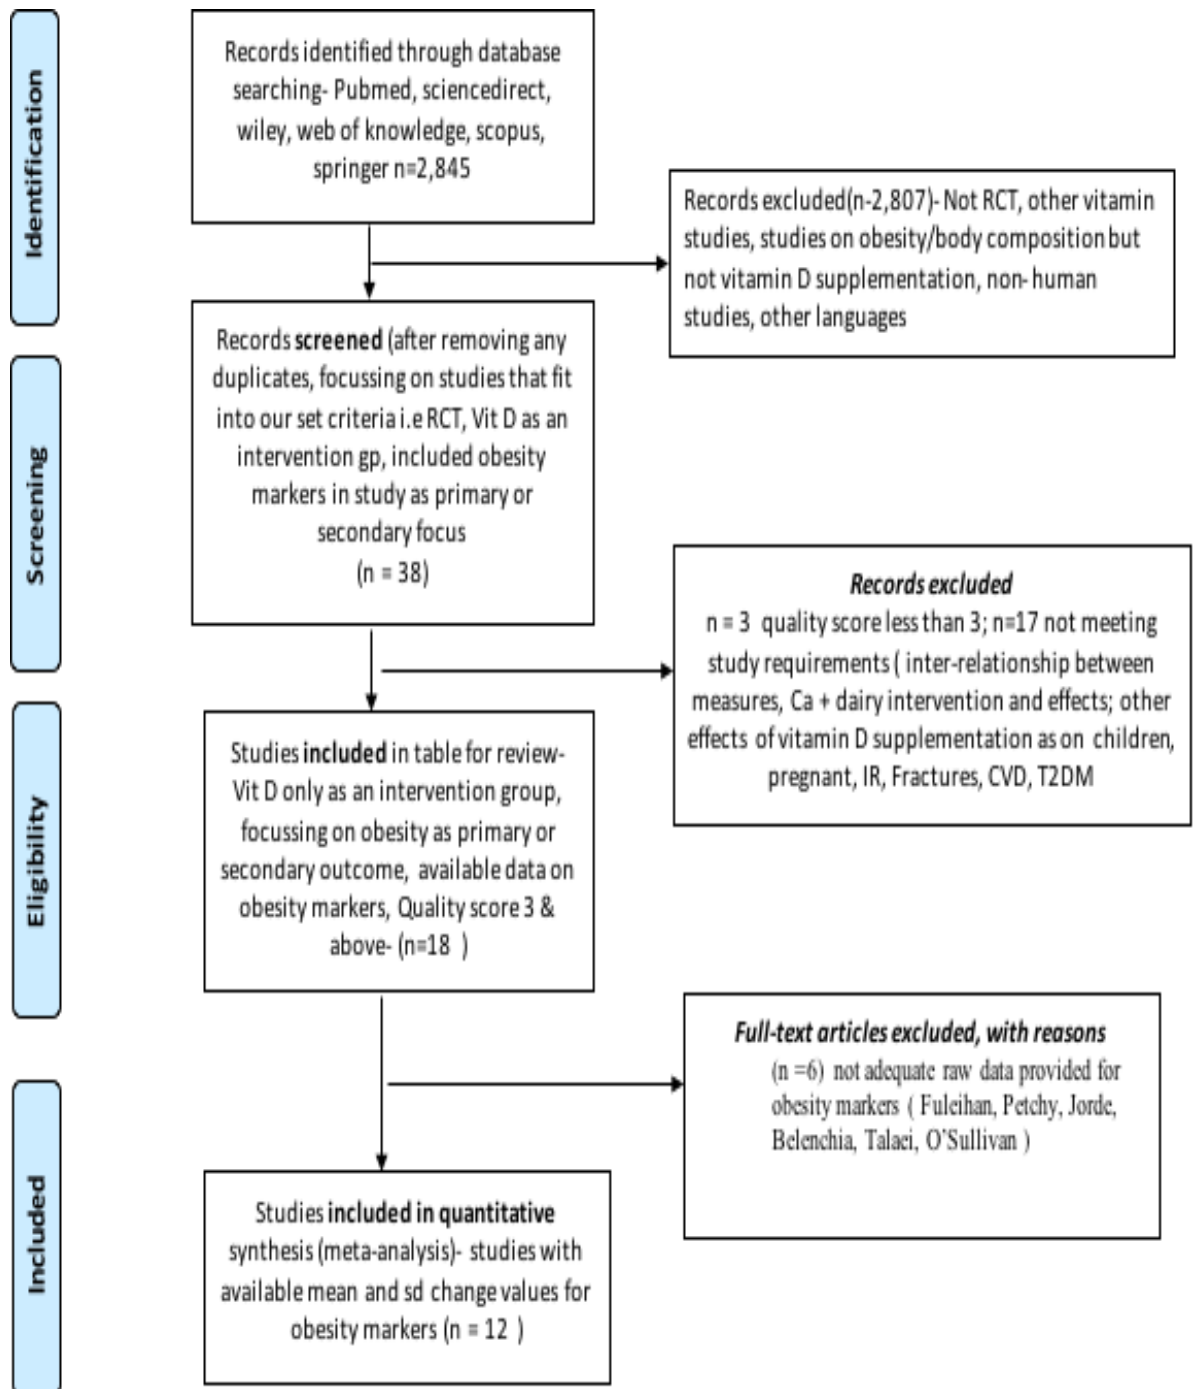 Identification
Records identified through database
searching- Pubmed, sciencedirect,
wiley, web of knowledge, scopus,
springer n=2,845
Records excluded(n-2,807)- Not RCT, other vitamin
studies, studies on obesity/body composition but
not vitamin D supplementation, non-human
studies, other languages
Screening
Records screened (after removing any
duplicates, focussing on studies that fit
into our set criteria i.e RCT, Vit D as an
intervention gp, included obesity
markers in study as primary or
secondary focus
(n = 38)
Records excluded
n = 3 quality score less than 3; n=17 not meeting
study requirements ( inter-relationship between
measures, Ca + dairy intervention and effects; other
effects of vitamin D supplementation as on children,
pregnant, IR, Fractures, CVD, T2DM
Eligibility
Studies included in table for review-
Vit D only as an intervention group,
focussing on obesity as primary or
secondary outcome, available data on
obesity markers, Quality score 3 &
above- (n=18 )
Full-text articles excluded, with reasons
(n =6) not adequate raw data provided for
obesity markers ( Fuleihan, Petchy, Jorde,
Belenchia, Talaei, O'Sullivan )
Included
Studies included in quantitative
synthesis (meta-analysis)- studies with
available mean and sd change values for
obesity markers (n = 12 )